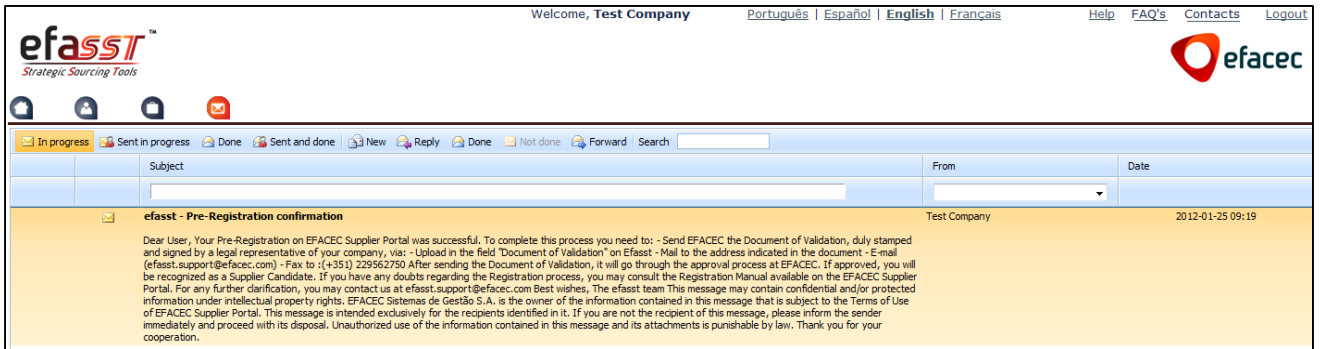 Welcome, Test Company Português | Español | English | Français Help FAQ's Contacts Logout
efasst™
Strategic Sourcing Tools
efacec
In progress Sent in progress Done Sent and done New Reply Done Not done Forward Search
Subject From Date
efasst - Pre-Registration confirmation Test Company 2012-01-25 09:19
Dear User, Your Pre-Registration on EFACEC Supplier Portal was successful. To complete this process you need to: - Send EFACEC the Document of Validation, duly stamped
and signed by a legal representative of your company, via: - Upload in the field "Document of Validation" on Efasst - Mail to the address indicated in the document - E-mail
(efasst.support@efacec.com) - Fax to :(+351) 229562750 After sending the Document of Validation, it will go through the approval process at EFACEC. If approved, you will
be recognized as a Supplier Candidate. If you have any doubts regarding the Registration process, you may consult the Registration Manual available on the EFACEC Supplier
Portal. For any further clarification, you may contact us at efasst.support@efacec.com Best wishes, The efasst team This message may contain confidential and/or protected
information under intellectual property rights. EFACEC Sistemas de Gestão S.A. is the owner of the information contained in this message that is subject to the Terms of Use
of EFACEC Supplier Portal. This message is intended exclusively for the recipients identified in it. If you are not the recipient of this message, please inform the sender
immediately and proceed with its disposal. Unauthorized use of the information contained in this message and its attachments is punishable by law. Thank you for your
cooperation.